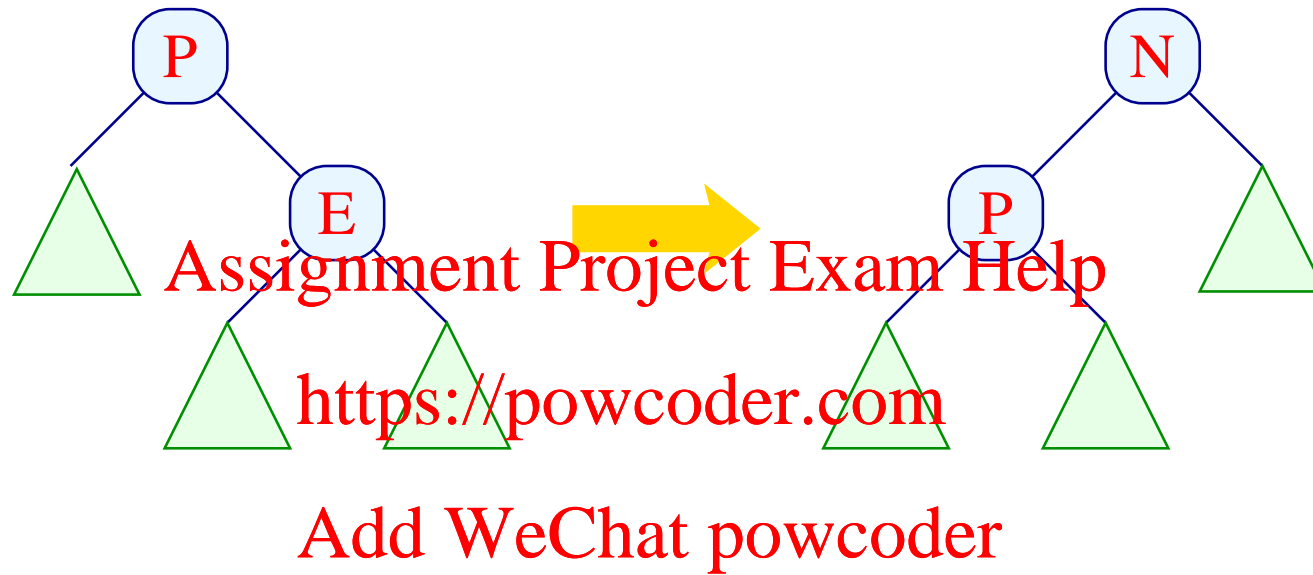 P
N
E
P
Assignment Project Exam Help
https://powcoder.com
Add WeChat powcoder